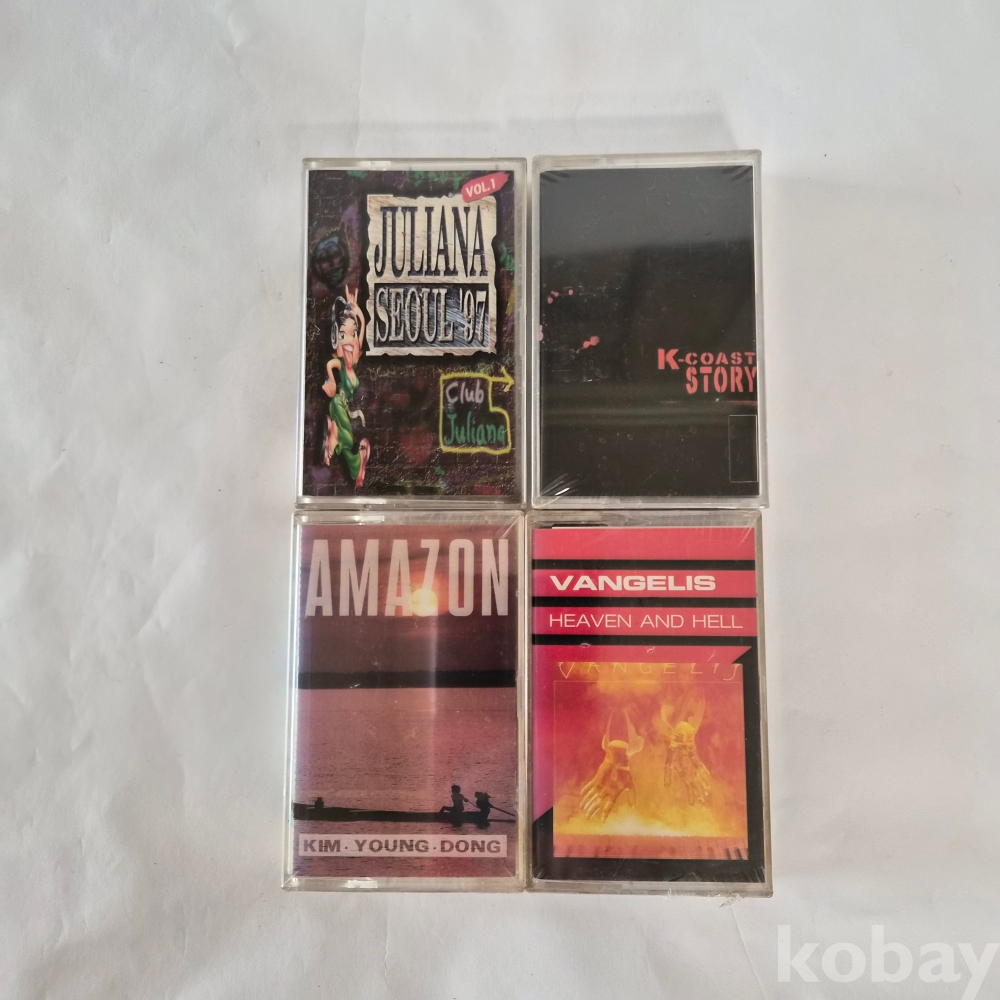 VOL.1
JULIANA
SEOUL '97
Club
Juliana
K-COAST
STORY
AMAZON
KIM·YOUNG·DONG
VANGELIS
HEAVEN AND HELL
VANGELIS
kobay